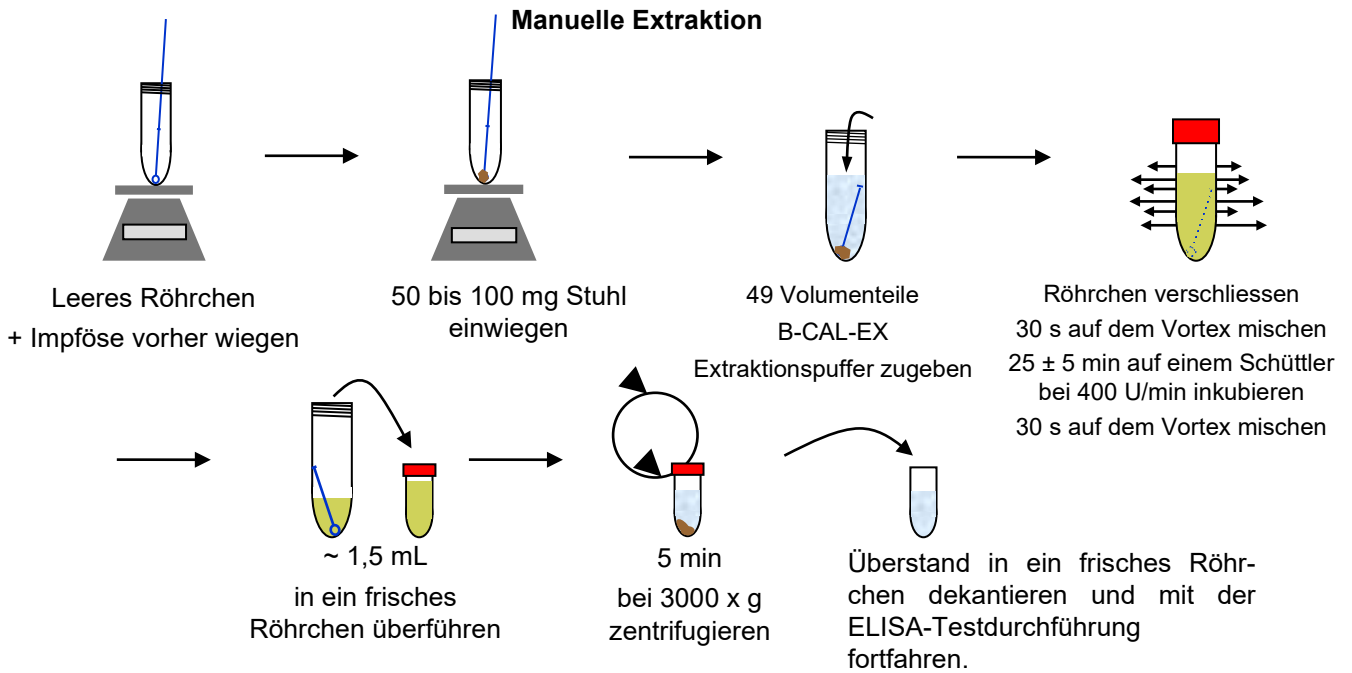 Manuelle Extraktion
Leeres Röhrchen
+ Impföse vorher wiegen
50 bis 100 mg Stuhl
einwiegen
49 Volumenteile
B-CAL-EX
Extraktionspuffer zugeben
Röhrchen verschliessen
30 s auf dem Vortex mischen
25 ± 5 min auf einem Schüttler
bei 400 U/min inkubieren
30 s auf dem Vortex mischen
~ 1,5 mL
in ein frisches
Röhrchen überführen
5 min
bei 3000 x g
zentrifugieren
Überstand in ein frisches Röhr-
chen dekantieren und mit der
ELISA-Testdurchführung
fortfahren.